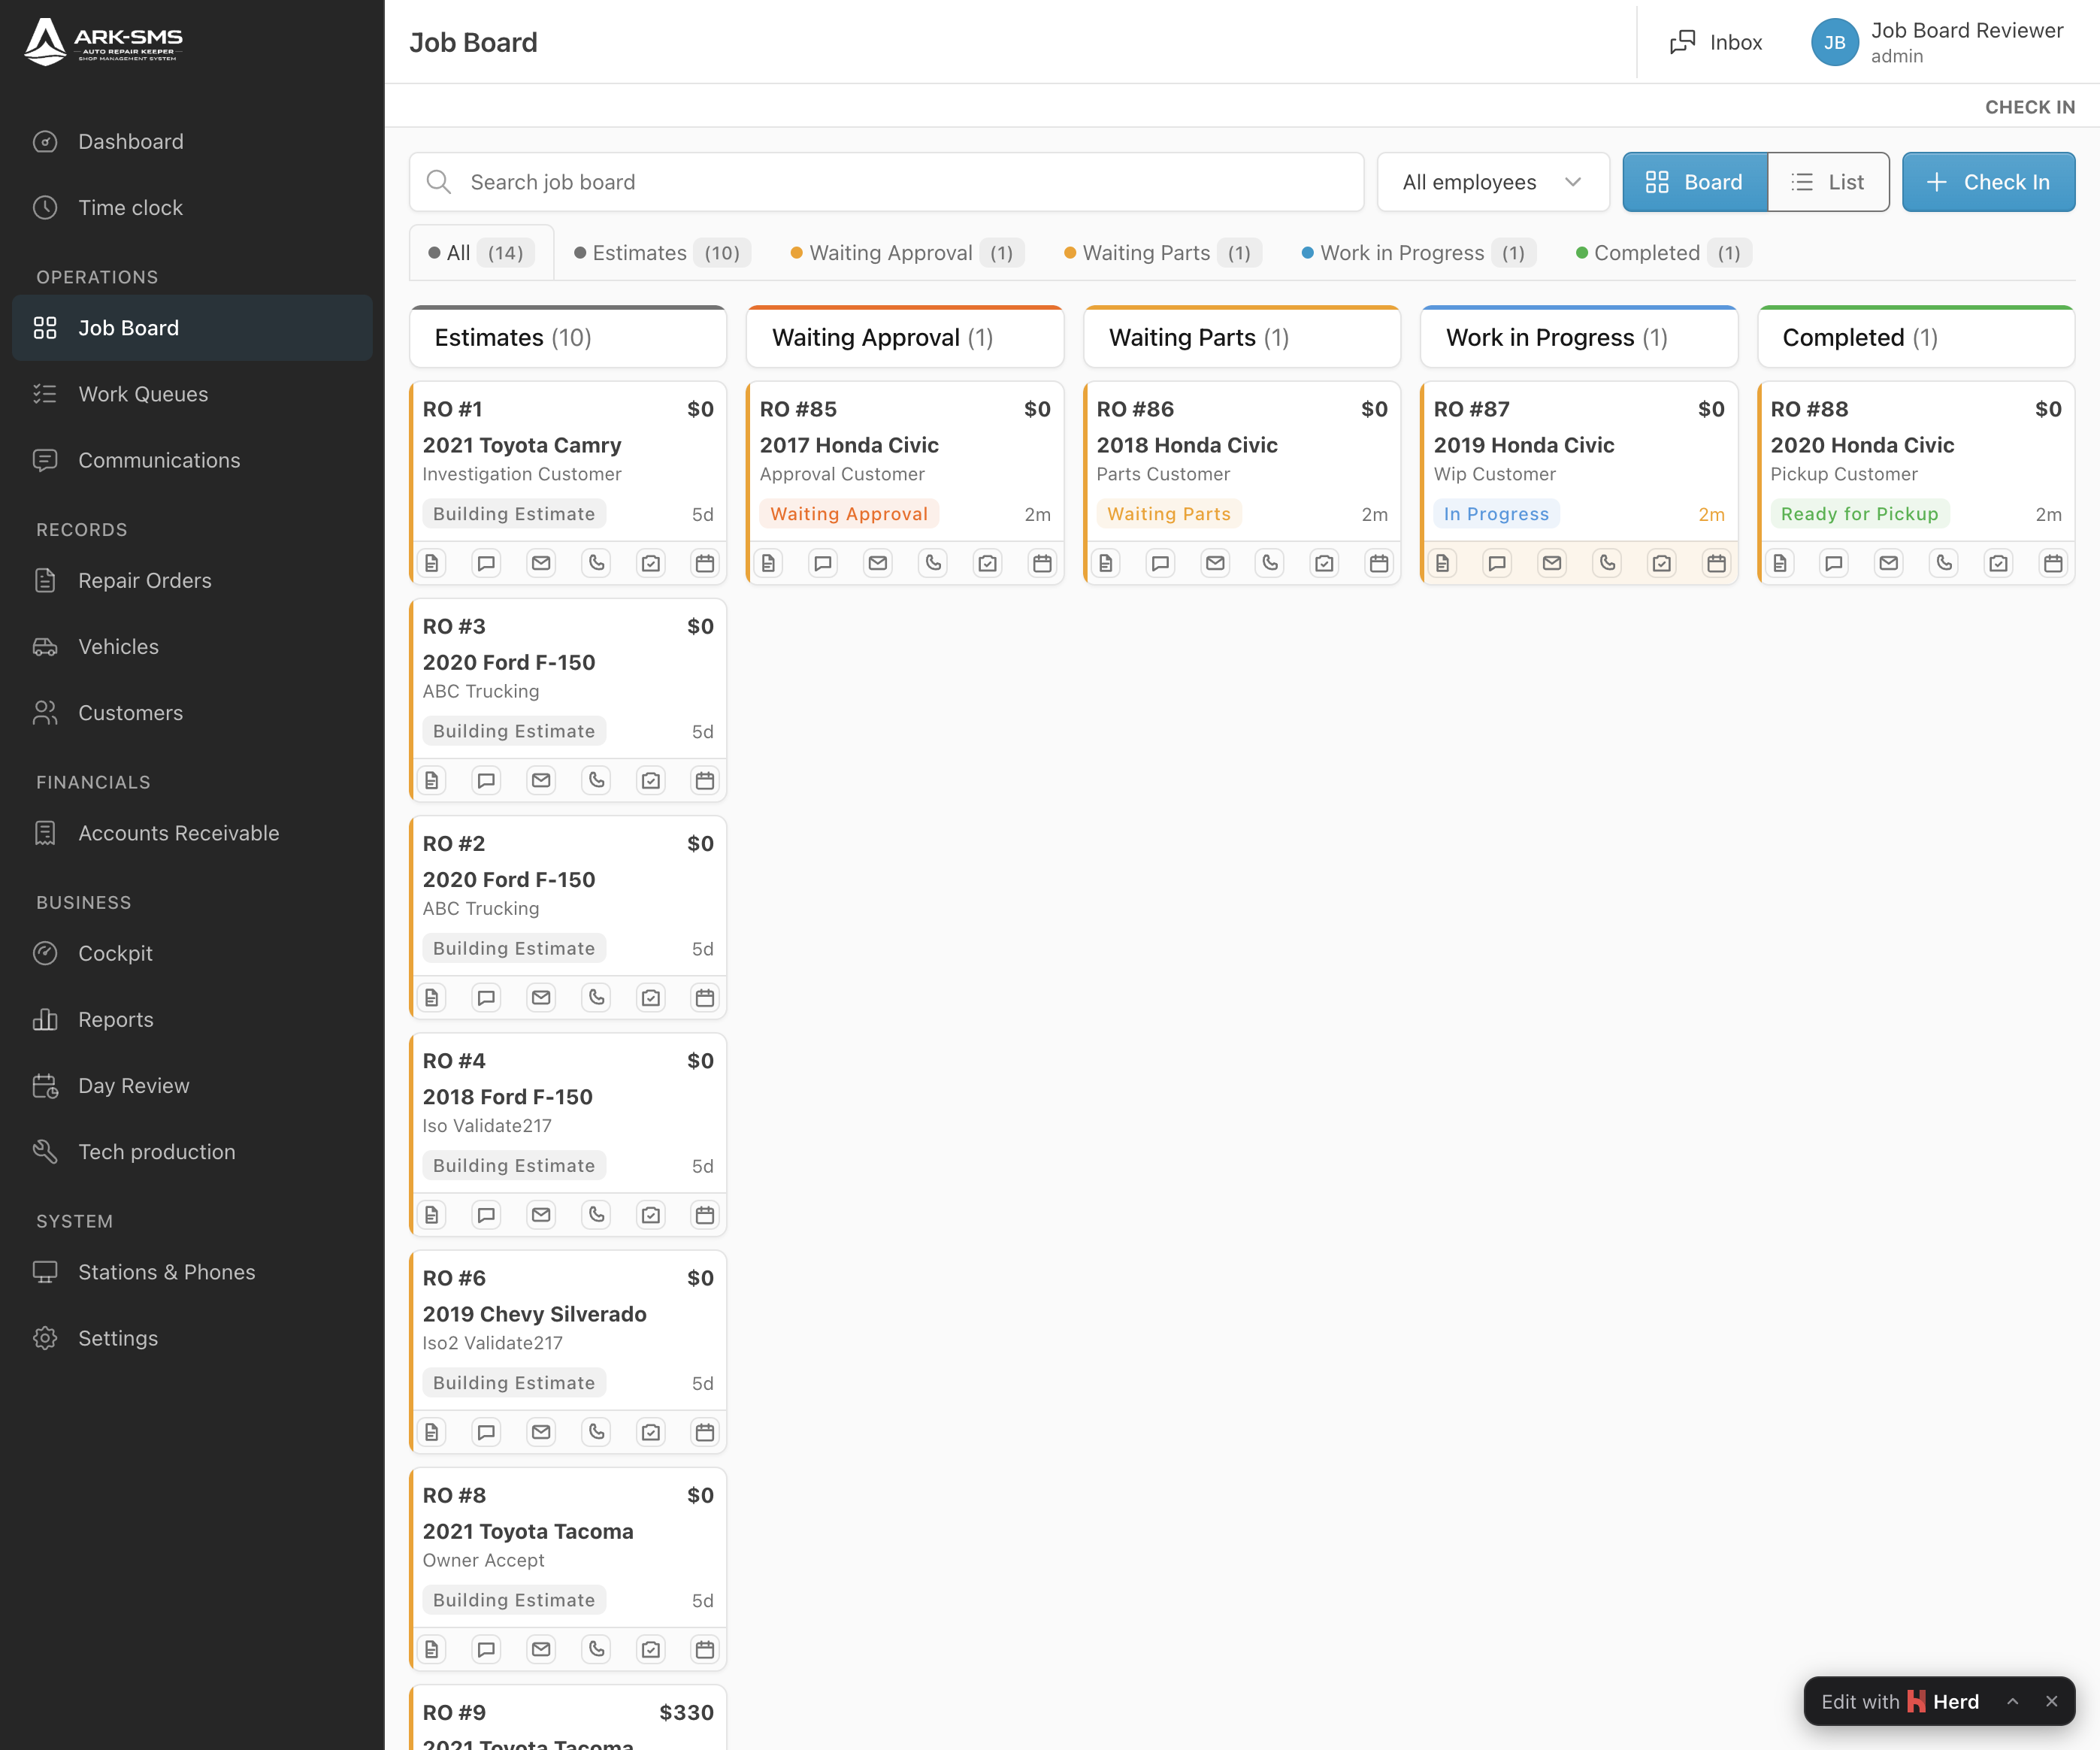 ARK-SMS
AUTO REPAIR KEEPER
SHOP MANAGEMENT SYSTEM
Dashboard
Time clock
OPERATIONS
Job Board
Work Queues
Communications
RECORDS
Repair Orders
Vehicles
Customers
FINANCIALS
Accounts Receivable
BUSINESS
Cockpit
Reports
Day Review
Tech production
SYSTEM
Stations & Phones
Settings
Job Board
Inbox
JB
Job Board Reviewer
admin
CHECK IN
Search job board
All employees
Board
List
Check In
All (14)
Estimates (10)
Waiting Approval (1)
Waiting Parts (1)
Work in Progress (1)
Completed (1)
Estimates (10)
RO #1 $0
2021 Toyota Camry
Investigation Customer
Building Estimate 5d
RO #3 $0
2020 Ford F-150
ABC Trucking
Building Estimate 5d
RO #2 $0
2020 Ford F-150
ABC Trucking
Building Estimate 5d
RO #4 $0
2018 Ford F-150
Iso Validate217
Building Estimate 5d
RO #6 $0
2019 Chevy Silverado
Iso2 Validate217
Building Estimate 5d
RO #8 $0
2021 Toyota Tacoma
Owner Accept
Building Estimate 5d
RO #9 $330
2021 Toyota Tacoma
Waiting Approval (1)
RO #85 $0
2017 Honda Civic
Approval Customer
Waiting Approval 2m
Waiting Parts (1)
RO #86 $0
2018 Honda Civic
Parts Customer
Waiting Parts 2m
Work in Progress (1)
RO #87 $0
2019 Honda Civic
Wip Customer
In Progress 2m
Completed (1)
RO #88 $0
2020 Honda Civic
Pickup Customer
Ready for Pickup 2m
Edit with Herd